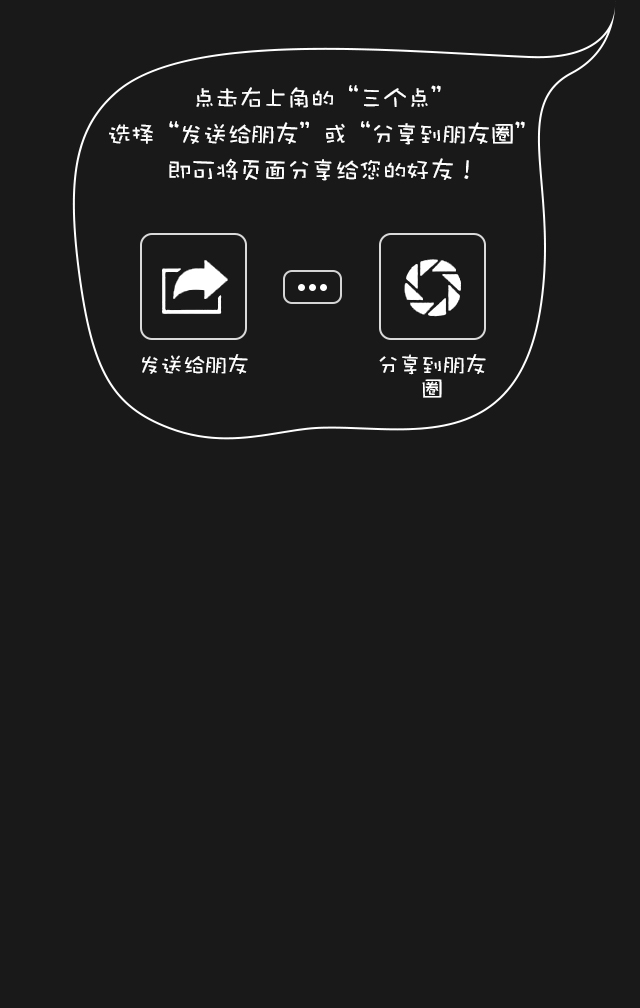 点击右上角的“三个点”
选择“发送给朋友”或“分享到朋友圈”
即可将页面分享给您的好友！
发送给朋友
分享到朋友
圈